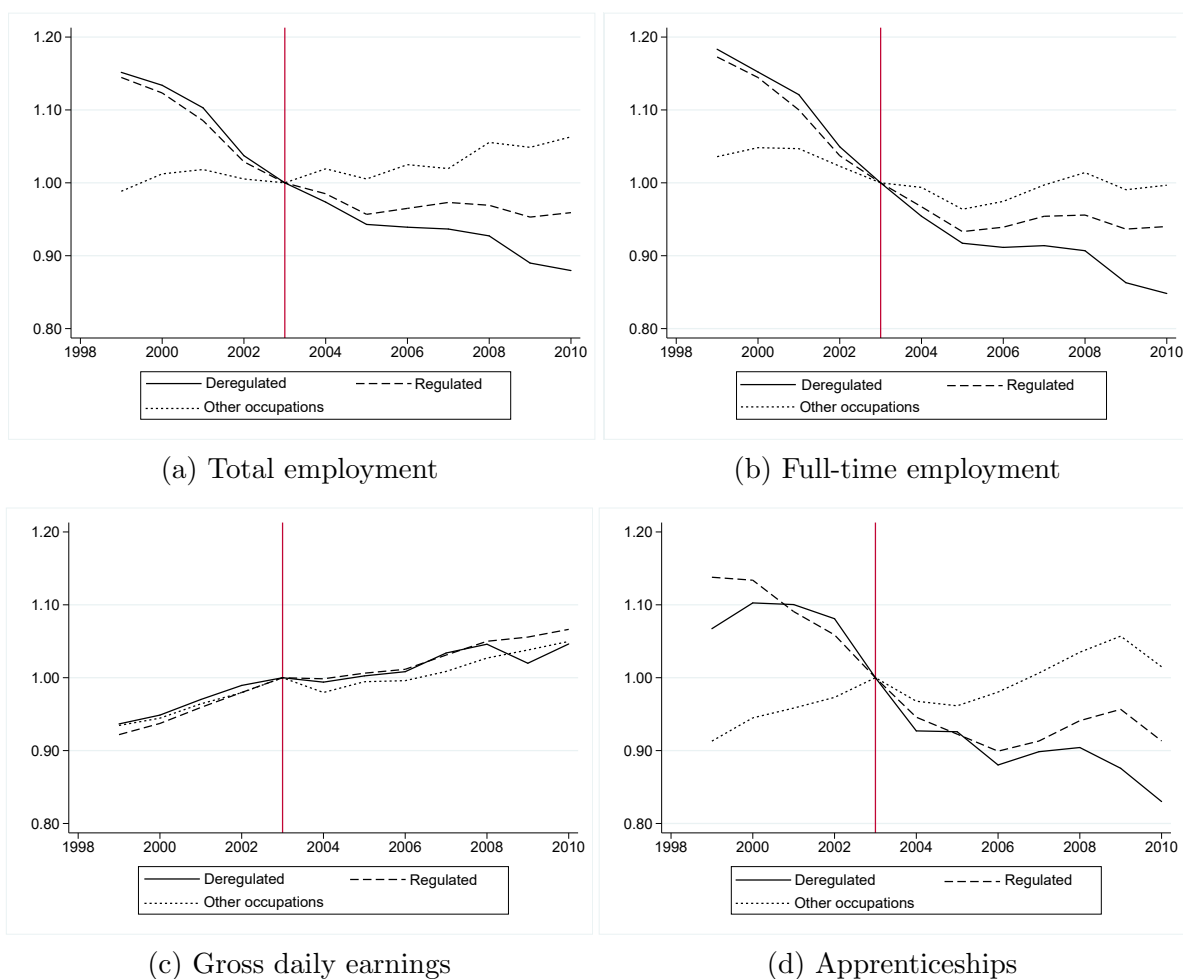 1.20
1.10
1.00
0.90
0.80
1998 2000 2002 2004 2006 2008 2010
Deregulated Regulated
Other occupations
(a) Total employment
1.20
1.10
1.00
0.90
0.80
1998 2000 2002 2004 2006 2008 2010
Deregulated Regulated
Other occupations
(b) Full-time employment
1.20
1.10
1.00
0.90
0.80
1998 2000 2002 2004 2006 2008 2010
Deregulated Regulated
Other occupations
(c) Gross daily earnings
1.20
1.10
1.00
0.90
0.80
1998 2000 2002 2004 2006 2008 2010
Deregulated Regulated
Other occupations
(d) Apprenticeships